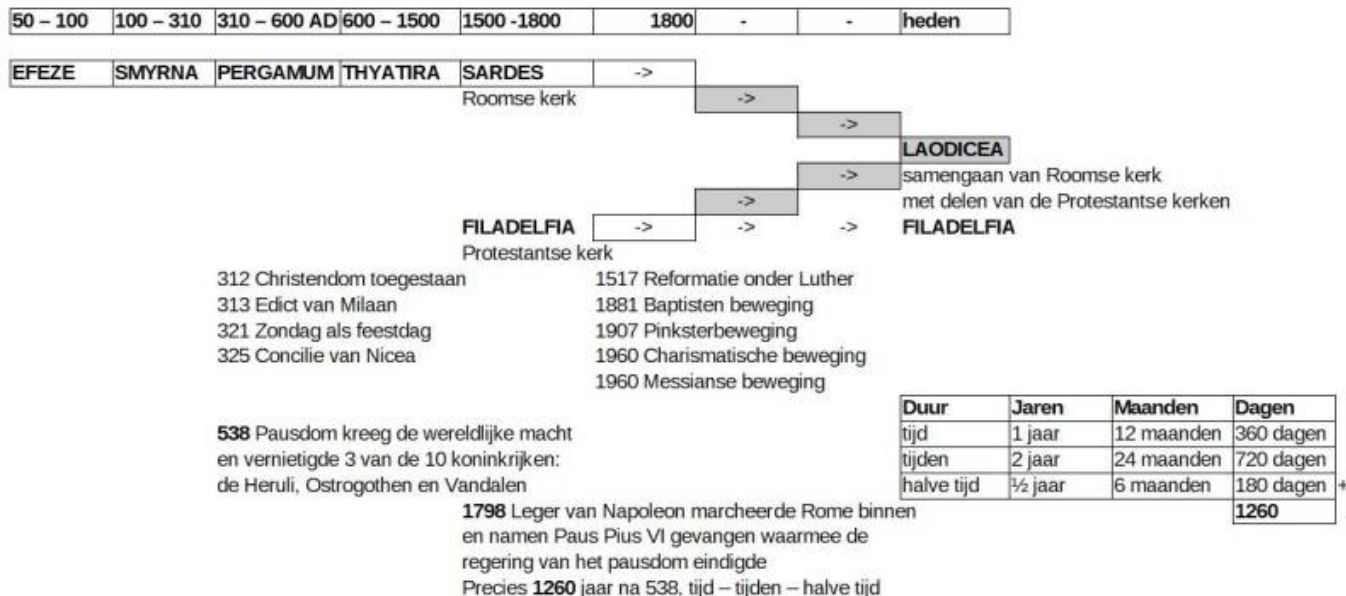 50 – 100 100 – 310 310 – 600 AD 600 – 1500 1500 -1800 1800 - - heden
EFEZE SMYRNA PERGAMUM THYATIRA SARDES ->
Roomse kerk ->
->
LAODICEA
-> samengaan van Roomse kerk
-> met delen van de Protestantse kerken
FILADELFIA -> -> -> FILADELFIA
Protestantse kerk
312 Christendom toegestaan 1517 Reformatie onder Luther
313 Edict van Milaan 1881 Baptisten beweging
321 Zondag als feestdag 1907 Pinksterbeweging
325 Concilie van Nicea 1960 Charismatische beweging
1960 Messianse beweging
Duur Jaren Maanden Dagen
538 Pausdom kreeg de wereldlijke macht tijd 1 jaar 12 maanden 360 dagen
en vernietigde 3 van de 10 koninkrijken: tijden 2 jaar 24 maanden 720 dagen
de Heruli, Ostrogothen en Vandalen halve tijd ½ jaar 6 maanden 180 dagen +
1798 Leger van Napoleon marcheerde Rome binnen 1260
en namen Paus Pius VI gevangen waarmee de
regering van het pausdom eindigde
Precies 1260 jaar na 538, tijd – tijden – halve tijd